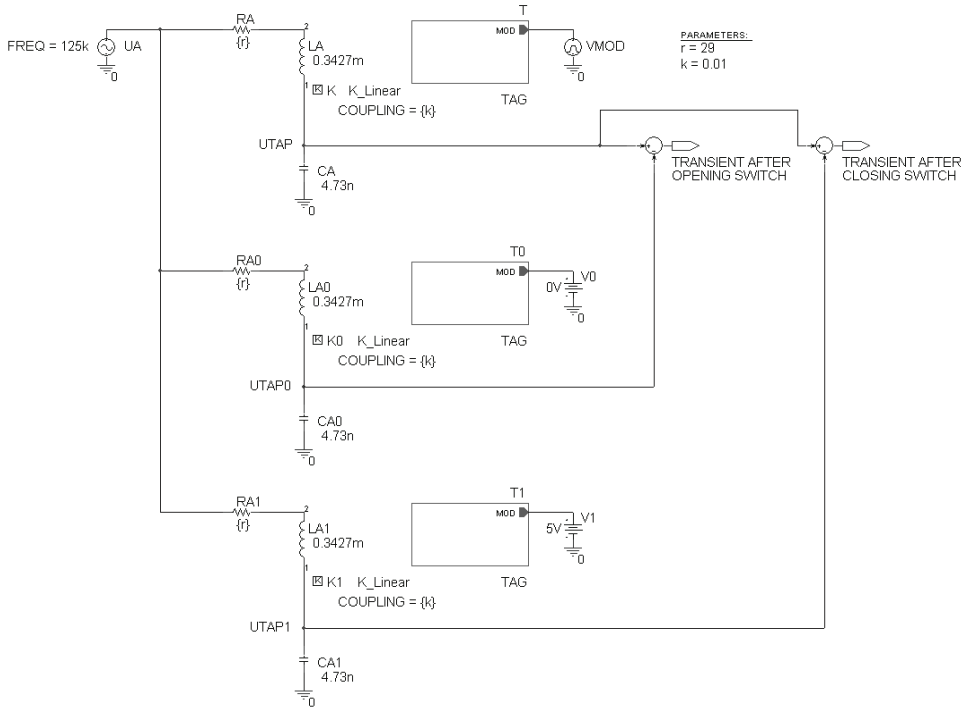 RA
{r}
FREQ = 125k
UA
0
2
LA
0.3427m
1
K K K_Linear
COUPLING = {k}
T
MOD
VMOD
0
TAG
PARAMETERS:
r = 29
k = 0.01
UTAP
CA
4.73n
0
+
-
TRANSIENT AFTER
OPENING SWITCH
+
-
TRANSIENT AFTER
CLOSING SWITCH
RA0
{r}
2
LA0
0.3427m
1
K K0 K_Linear
COUPLING = {k}
T0
MOD
V0
0V
0
TAG
UTAP0
CA0
4.73n
0
RA1
{r}
2
LA1
0.3427m
1
K K1 K_Linear
COUPLING = {k}
T1
MOD
V1
5V
0
TAG
UTAP1
CA1
4.73n
0